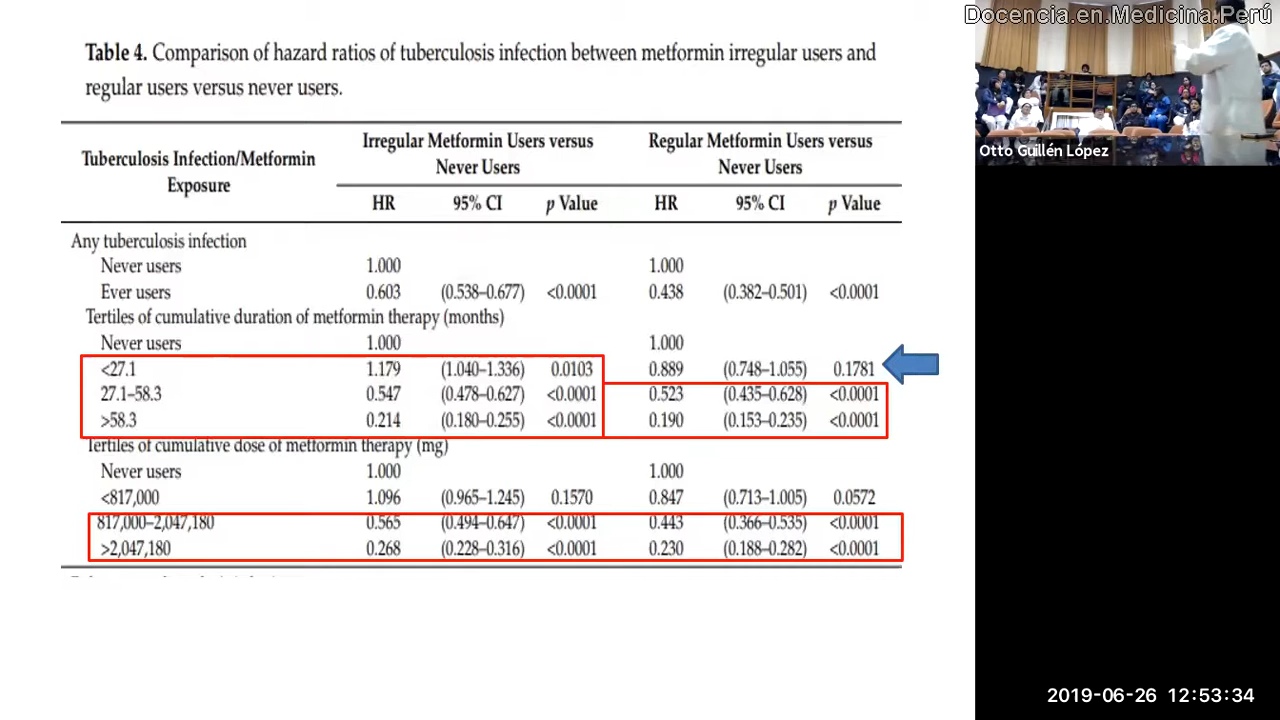 Docencia.en.Medicina.Perú
Otto Guillén López
Table 4. Comparison of hazard ratios of tuberculosis infection between metformin irregular users and
regular users versus never users.
Tuberculosis Infection/Metformin
Exposure
Irregular Metformin Users versus
Never Users
Regular Metformin Users versus
Never Users
HR 95% CI p Value HR 95% CI p Value
Any tuberculosis infection
Never users 1.000 1.000
Ever users 0.603 (0.538–0.677) <0.0001 0.438 (0.382–0.501) <0.0001
Tertiles of cumulative duration of metformin therapy (months)
Never users 1.000 1.000
<27.1 1.179 (1.040–1.336) 0.0103 0.889 (0.748–1.055) 0.1781
27.1–58.3 0.547 (0.478–0.627) <0.0001 0.523 (0.435–0.628) <0.0001
>58.3 0.214 (0.180–0.255) <0.0001 0.190 (0.153–0.235) <0.0001
Tertiles of cumulative dose of metformin therapy (mg)
Never users 1.000 1.000
<817,000 1.096 (0.965–1.245) 0.1570 0.847 (0.713–1.005) 0.0572
817,000–2,047,180 0.565 (0.494–0.647) <0.0001 0.443 (0.366–0.535) <0.0001
>2,047,180 0.268 (0.228–0.316) <0.0001 0.230 (0.188–0.282) <0.0001
2019-06-26 12:53:34